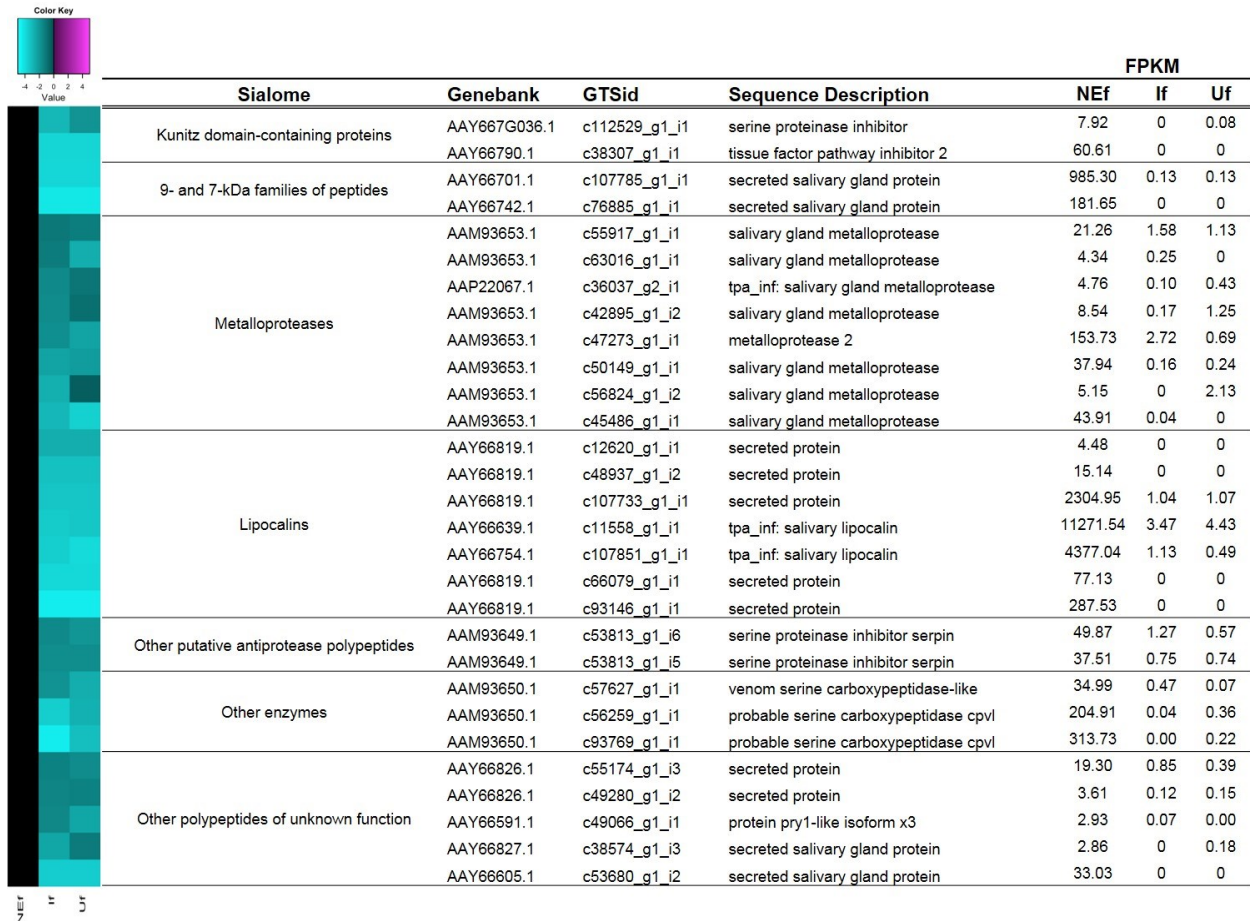 Color Key
-4 -2 0 2 4
Value
FPKM
Sialome Genebank GTSid Sequence Description NEf If Uf
Kunitz domain-containing proteins
AAY667G036.1 c112529_g1_i1 serine proteinase inhibitor 7.92 0 0.08
AAY66790.1 c38307_g1_i1 tissue factor pathway inhibitor 2 60.61 0 0
9- and 7-kDa families of peptides
AAY66701.1 c107785_g1_i1 secreted salivary gland protein 985.30 0.13 0.13
AAY66742.1 c76885_g1_i1 secreted salivary gland protein 181.65 0 0
Metalloproteases
AAM93653.1 c55917_g1_i1 salivary gland metalloprotease 21.26 1.58 1.13
AAM93653.1 c63016_g1_i1 salivary gland metalloprotease 4.34 0.25 0
AAP22067.1 c36037_g2_i1 tpa_inf: salivary gland metalloprotease 4.76 0.10 0.43
AAM93653.1 c42895_g1_i2 salivary gland metalloprotease 8.54 0.17 1.25
AAM93653.1 c47273_g1_i1 metalloprotease 2 153.73 2.72 0.69
AAM93653.1 c50149_g1_i1 salivary gland metalloprotease 37.94 0.16 0.24
AAM93653.1 c56824_g1_i2 salivary gland metalloprotease 5.15 0 2.13
AAM93653.1 c45486_g1_i1 salivary gland metalloprotease 43.91 0.04 0
Lipocalins
AAY66819.1 c12620_g1_i1 secreted protein 4.48 0 0
AAY66819.1 c48937_g1_i2 secreted protein 15.14 0 0
AAY66819.1 c107733_g1_i1 secreted protein 2304.95 1.04 1.07
AAY66639.1 c11558_g1_i1 tpa_inf: salivary lipocalin 11271.54 3.47 4.43
AAY66754.1 c107851_g1_i1 tpa_inf: salivary lipocalin 4377.04 1.13 0.49
AAY66819.1 c66079_g1_i1 secreted protein 77.13 0 0
AAY66819.1 c93146_g1_i1 secreted protein 287.53 0 0
Other putative antiprotease polypeptides
AAM93649.1 c53813_g1_i6 serine proteinase inhibitor serpin 49.87 1.27 0.57
AAM93649.1 c53813_g1_i5 serine proteinase inhibitor serpin 37.51 0.75 0.74
Other enzymes
AAM93650.1 c57627_g1_i1 venom serine carboxypeptidase-like 34.99 0.47 0.07
AAM93650.1 c56259_g1_i1 probable serine carboxypeptidase cpvl 204.91 0.04 0.36
AAM93650.1 c93769_g1_i1 probable serine carboxypeptidase cpvl 313.73 0.00 0.22
Other polypeptides of unknown function
AAY66826.1 c55174_g1_i3 secreted protein 19.30 0.85 0.39
AAY66826.1 c49280_g1_i2 secreted protein 3.61 0.12 0.15
AAY66591.1 c49066_g1_i1 protein pry1-like isoform x3 2.93 0.07 0.00
AAY66827.1 c38574_g1_i3 secreted salivary gland protein 2.86 0 0.18
AAY66605.1 c53680_g1_i2 secreted salivary gland protein 33.03 0 0
NEf If Uf